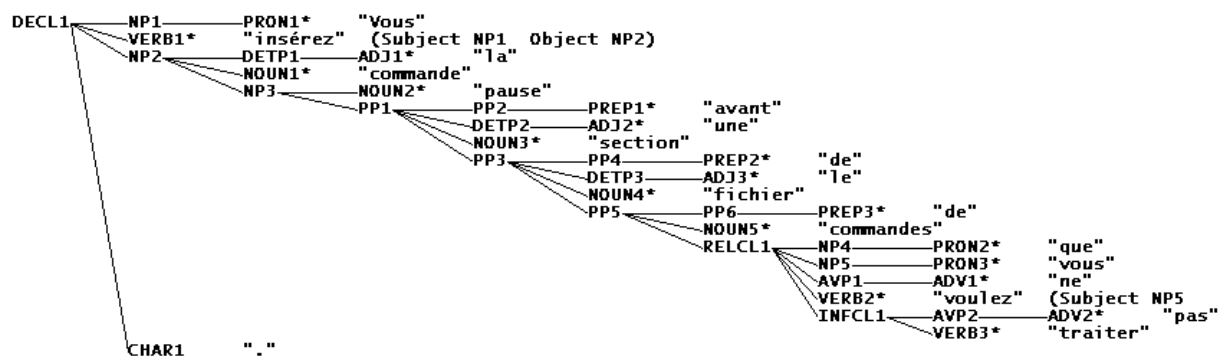 DECL1 NP1 PRON1* "Vous"
VERB1* "insérez" (Subject NP1 Object NP2)
NP2 DETP1 ADJ1* "la"
NOUN1* "commande"
NP3 NOUN2* "pause"
PP1 PP2 PREP1* "avant"
DETP2 ADJ2* "une"
NOUN3* "section"
PP3 PP4 PREP2* "de"
DETP3 ADJ3* "le"
NOUN4* "fichier"
PP5 PP6 PREP3* "de"
NOUN5* "commandes"
RELCL1 NP4 PRON2* "que"
NP5 PRON3* "vous"
AVP1 ADV1* "ne"
VERB2* "voulez" (Subject NP5
INFCL1 AVP2 ADV2* "pas"
VERB3* "traiter"
CHAR1 "."